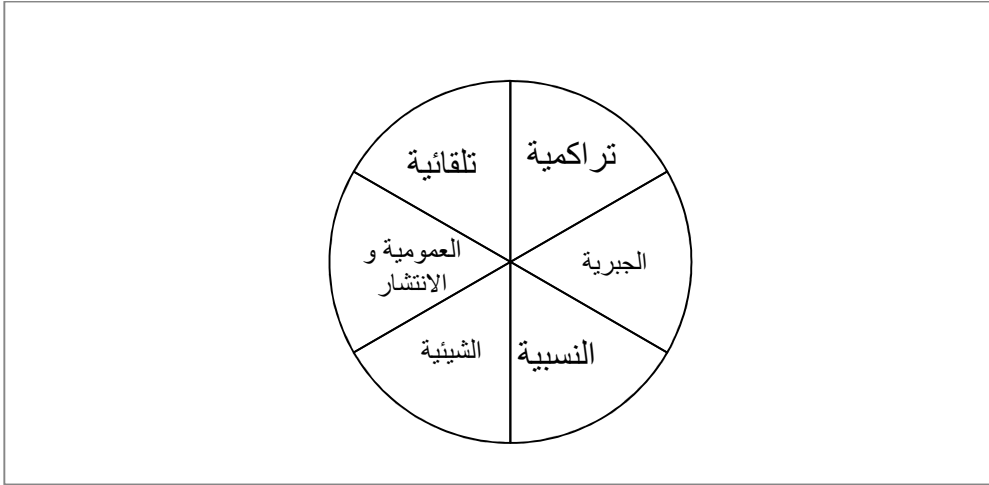 تراكمية
تلقائية
الجبرية
العمومية و
الانتشار
النسبية
الشيئية